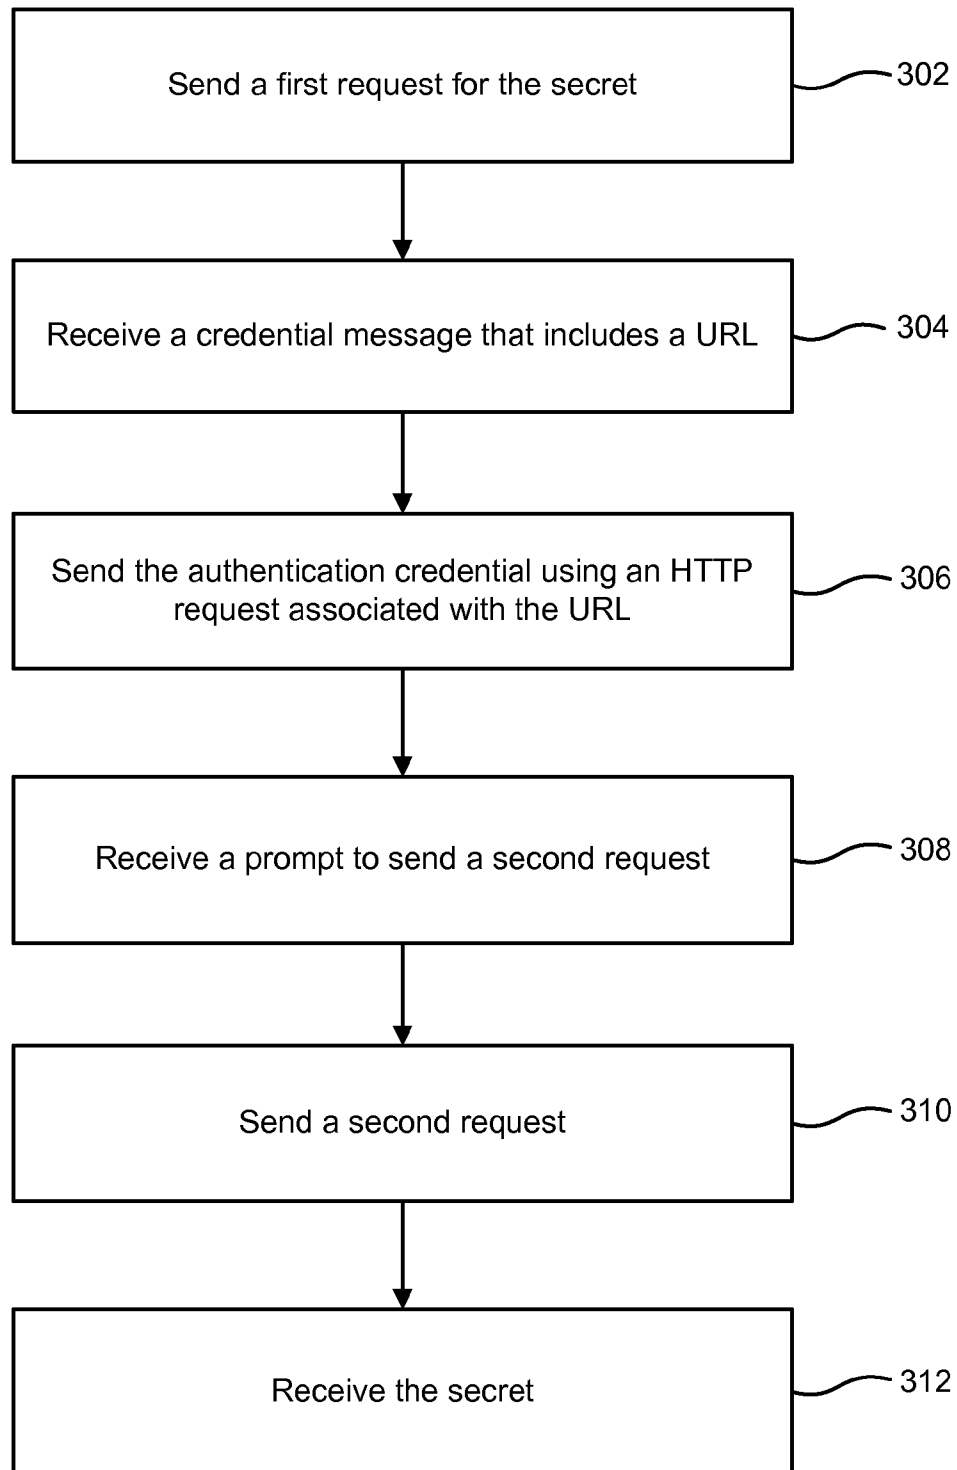 Send a first request for the secret
302
Receive a credential message that includes a URL
304
Send the authentication credential using an HTTP
request associated with the URL
306
Receive a prompt to send a second request
308
Send a second request
310
Receive the secret
312